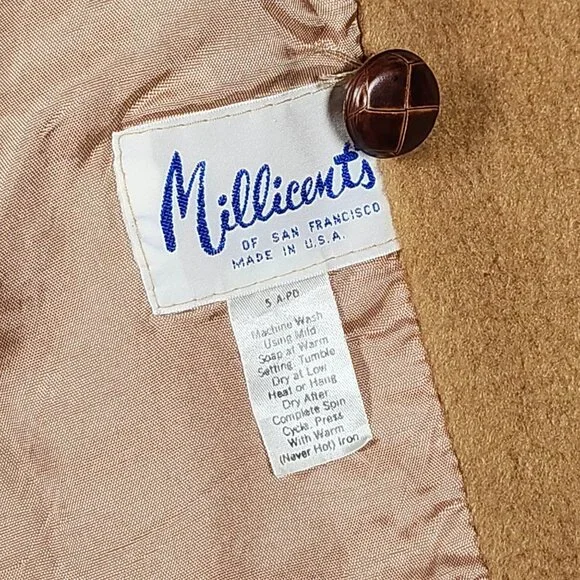 Millicents
OF SAN FRANCISCO
MADE IN U.S.A.
5 A-PD
Machine Wash
Using Mild
Soap at Warm
Setting. Tumble
Dry at Low
Heat or Hang
Dry After
Complete Spin
Cycle. Press
With Warm
(Never Hot) Iron